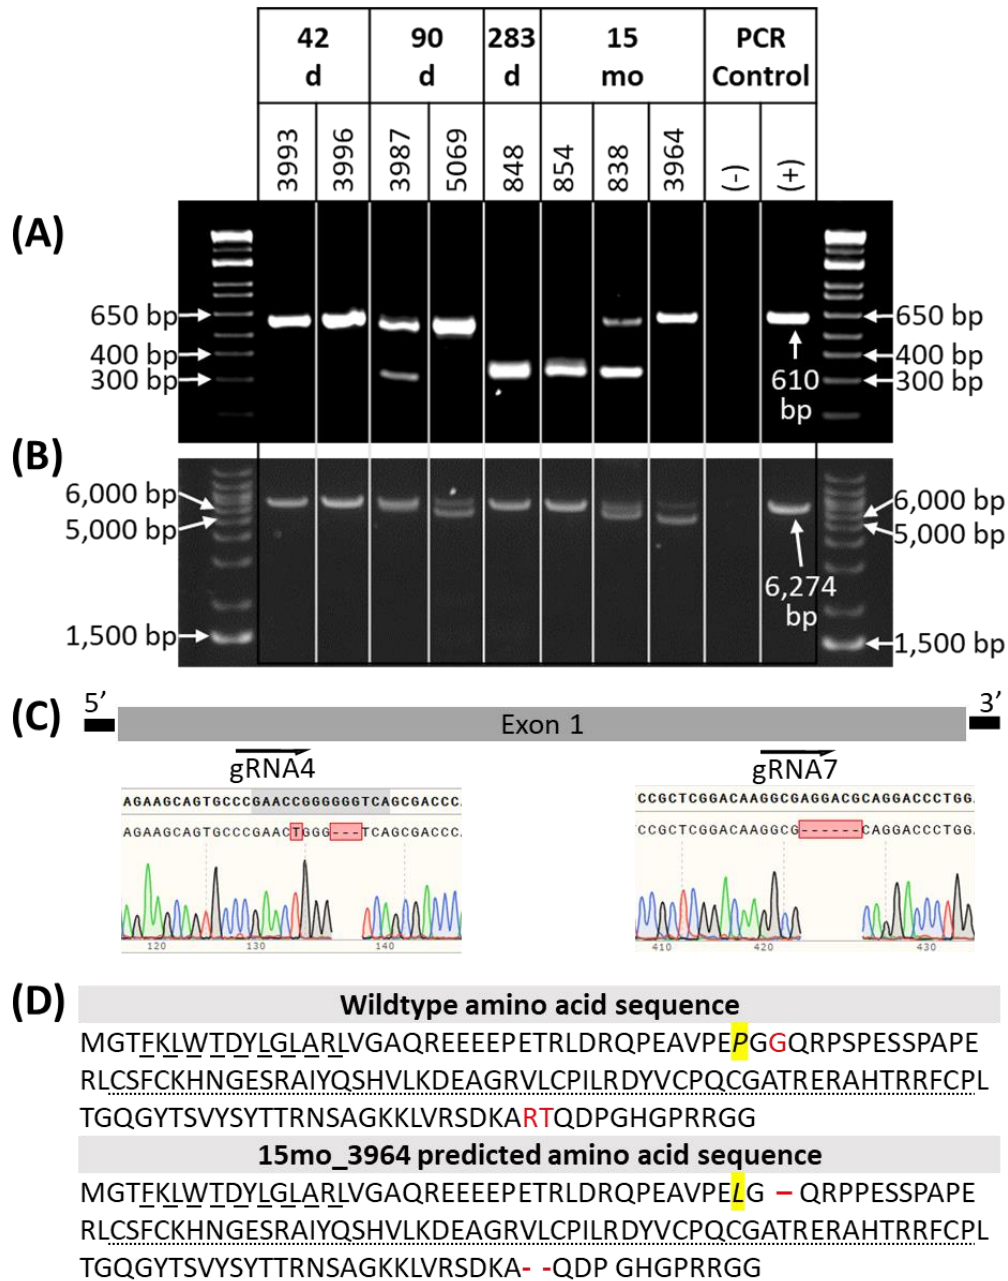 42 d
90 d
283 d
15 mo
PCR Control
3993
3996
3987
5069
848
854
838
3964
(-)
(+)
(A)
650 bp
400 bp
300 bp
610 bp
650 bp
400 bp
300 bp
(B)
6,000 bp
5,000 bp
1,500 bp
6,274 bp
6,000 bp
5,000 bp
1,500 bp
(C)
5’
Exon 1
3’
gRNA4
gRNA7
AGAAGCAGTGCCCGAACCGGGGGGTCAGCGACCC.
AGAAGCAGTGCCCGAACTGGG---TCAGCGACCC.
120 130 140
CCGCTCGGACAAGGCGAGGACGCAGGACCCTGG.
CCGCTCGGACAAGGCG------CAGGACCCTGG.
410 420 430
(D)
Wildtype amino acid sequence
MGTFKLWTDYLGLARLVGAQREEEEPETRLDRQPEAVPEPGGQRPSPESSPAPE
RLCSFCKHNGESRAIYQSHVLKDEAGRVLCPILRDYVCPQCGATRERAHTRRFCPL
TGQGYTSVYSYTTRNSAGKKLVRSDKARTQDPGHGPRRGG
15mo_3964 predicted amino acid sequence
MGTFKLWTDYLGLARLVGAQREEEEPETRLDRQPEAVPELG – QRPPESSPAPE
RLCSFCKHNGESRAIYQSHVLKDEAGRVLCPILRDYVCPQCGATRERAHTRRFCPL
TGQGYTSVYSYTTRNSAGKKLVRSDKA- -QDP GHGPRRGG